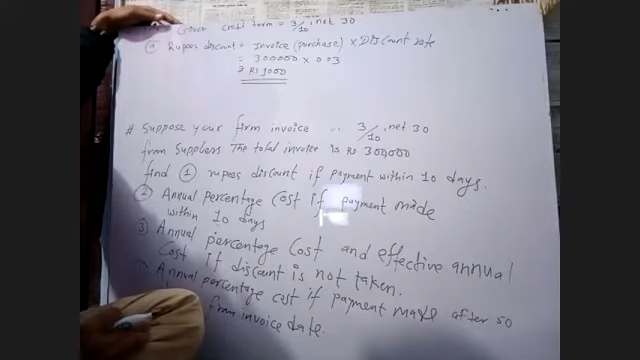 Given credit term = 3/10, net 30
ⓐ Rupees discount = Invoice (purchase) × Discount rate
= 300000 × 0.03
= Rs 9000
# Suppose your firm invoice 3/10, net 30
from suppliers The total invoice is Rs 300000
find ① rupees discount if payment within 10 days.
② Annual percentage cost if payment made
within 10 days
③ Annual percentage Cost and effective annual
Cost if discount is not taken.
Annual percentage cost if payment made after 50
from invoice date.